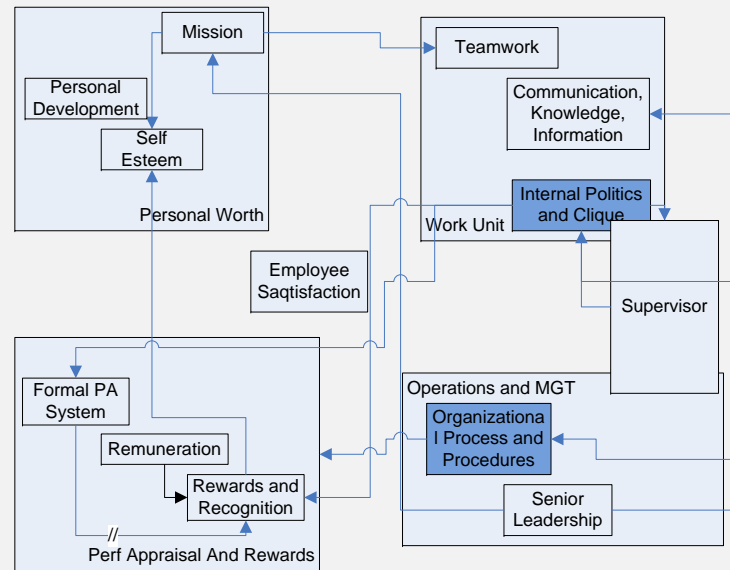 Mission
Personal
Development
Self
Esteem
Personal Worth
Teamwork
Communication,
Knowledge,
Information
Internal Politics
and Clique
Work Unit
Employee
Saqtisfaction
Supervisor
Formal PA
System
Remuneration
Rewards and
Recognition
//
Perf Appraisal And Rewards
Operations and MGT
Organizationa
l Process and
Procedures
Senior
Leadership